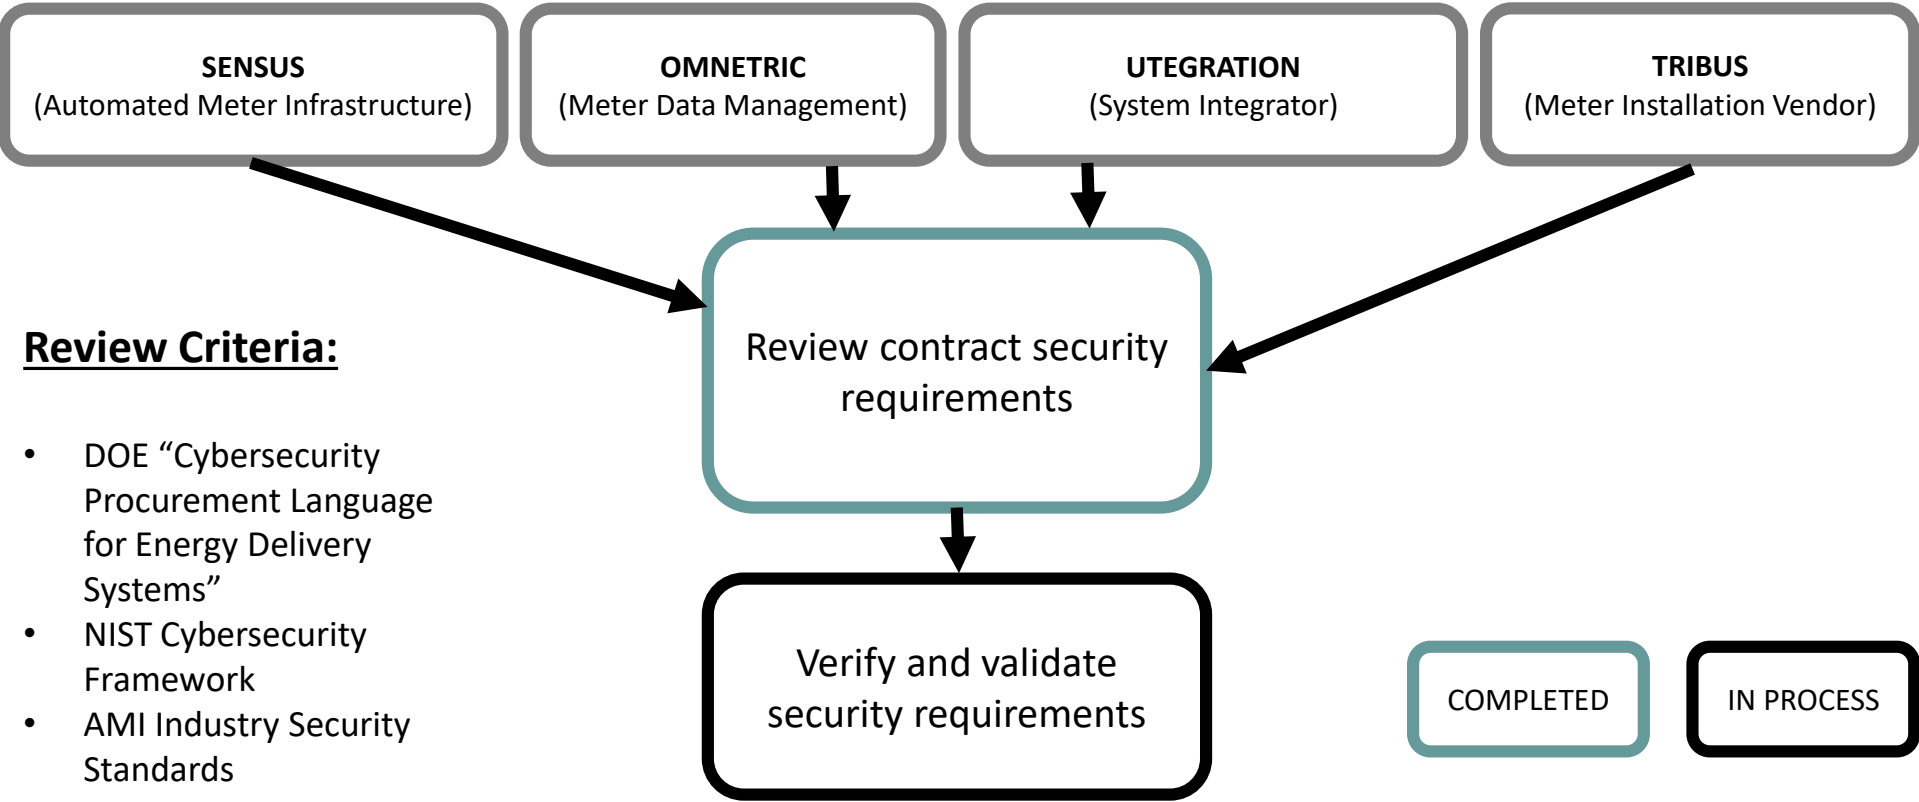 SENSUS
(Automated Meter Infrastructure)
OMNETRIC
(Meter Data Management)
UTEGRATION
(System Integrator)
TRIBUS
(Meter Installation Vendor)
Review contract security
requirements
Review Criteria:
• DOE “Cybersecurity
Procurement Language
for Energy Delivery
Systems”
• NIST Cybersecurity
Framework
• AMI Industry Security
Standards
Verify and validate
security requirements
COMPLETED
IN PROCESS